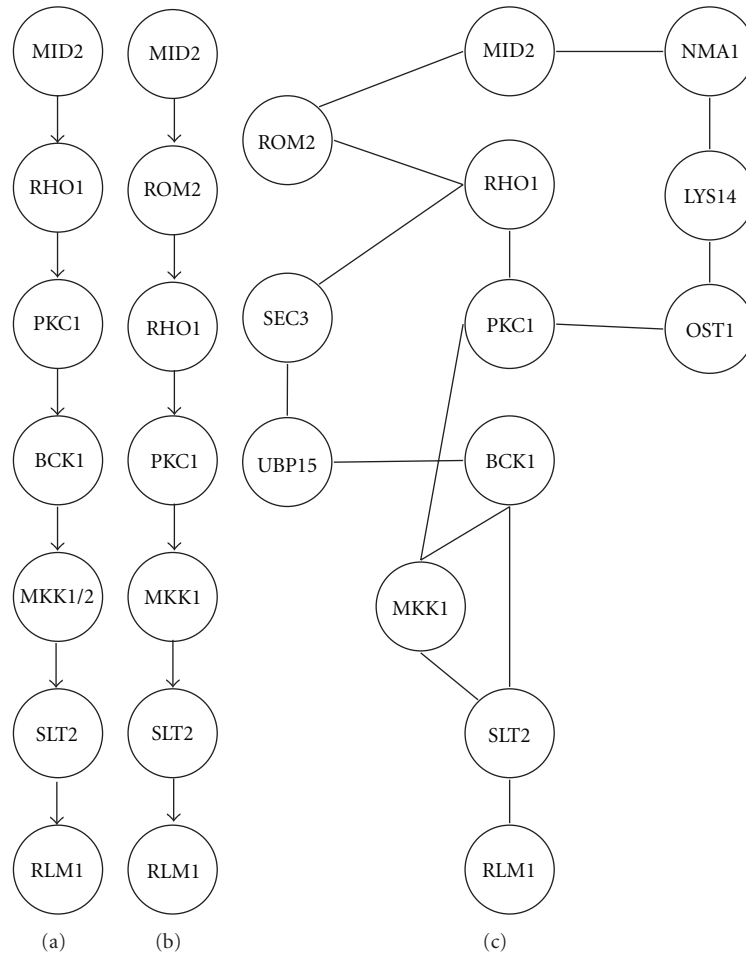 MID2
RHO1
PKC1
BCK1
MKK1/2
SLT2
RLM1
(a)
MID2
ROM2
RHO1
PKC1
MKK1
SLT2
RLM1
(b)
MID2
NMA1
ROM2
RHO1
LYS14
SEC3
PKC1
OST1
UBP15
BCK1
MKK1
SLT2
RLM1
(c)